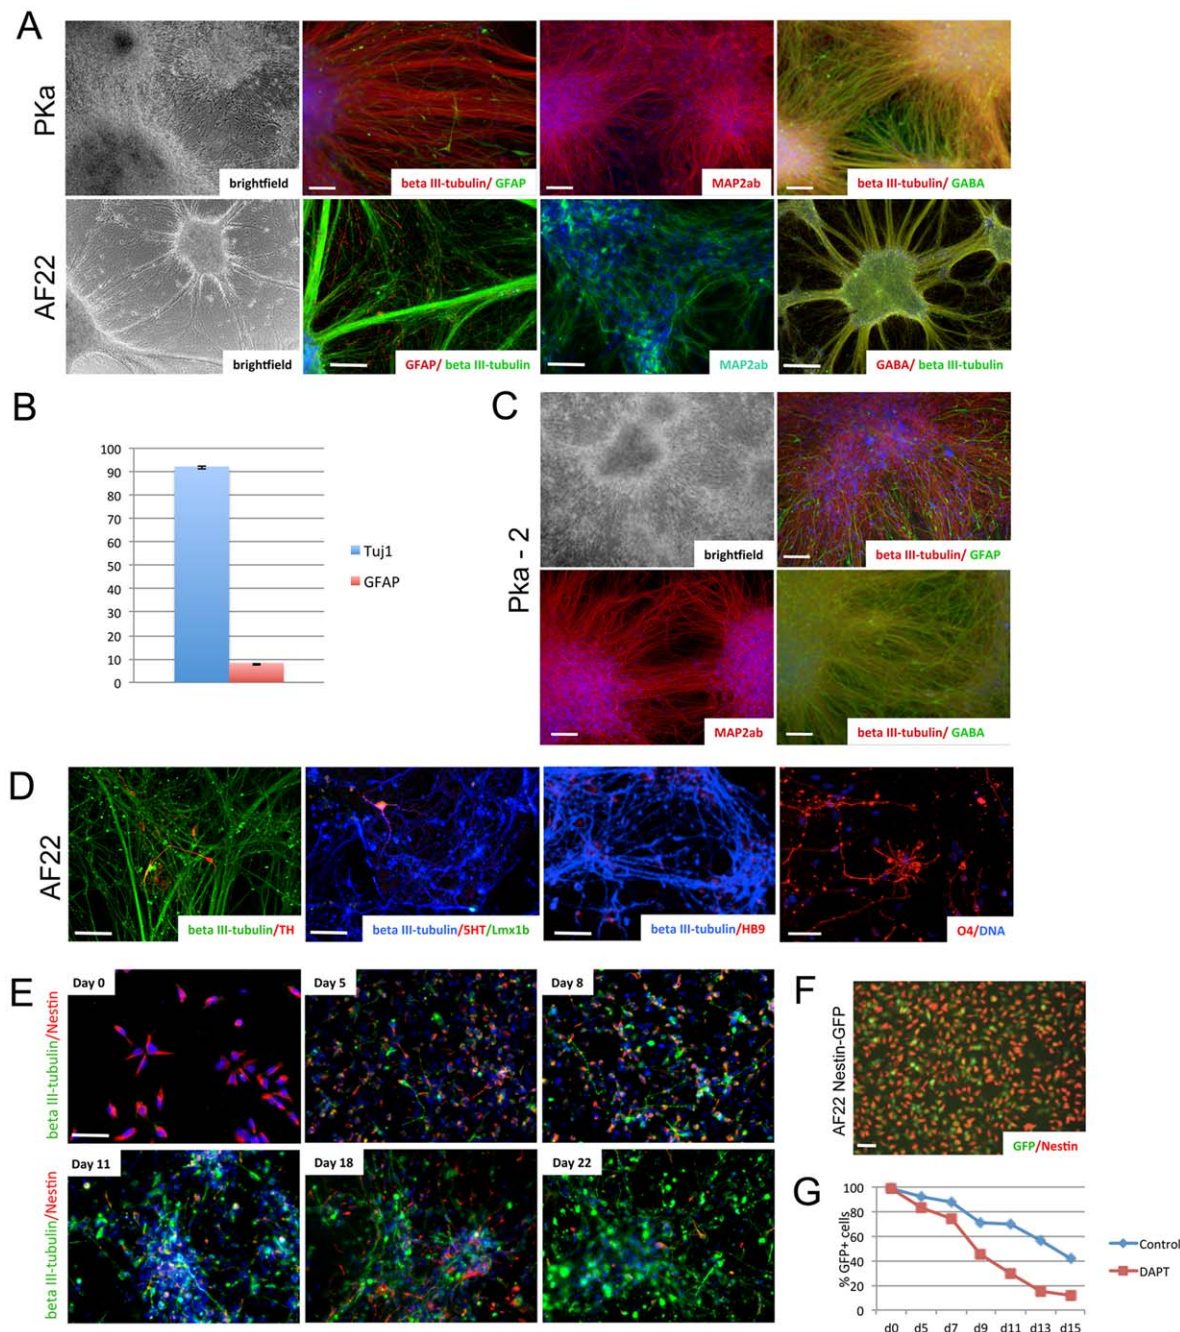 A
PKa
brightfield
beta III-tubulin/ GFAP
MAP2ab
beta III-tubulin/ GABA
AF22
brightfield
GFAP/ beta III-tubulin
MAP2ab
GABA/ beta III-tubulin
B
100
90
80
70
60
50
40
30
20
10
0
Tuj1
GFAP
C
Pka - 2
brightfield
beta III-tubulin/ GFAP
MAP2ab
beta III-tubulin/ GABA
D
AF22
beta III-tubulin/TH
beta III-tubulin/5HT/Lmx1b
beta III-tubulin/HB9
O4/DNA
E
beta III-tubulin/Nestin
Day 0
Day 5
Day 8
beta III-tubulin/Nestin
Day 11
Day 18
Day 22
F
AF22 Nestin-GFP
GFP/Nestin
G
% GFP+ cells
100
80
60
40
20
0
d0 d5 d7 d9 d11 d13 d15
Control
DAPT